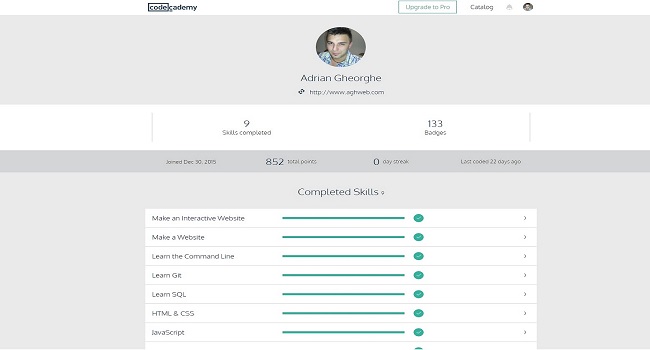 codecademy
Upgrade to Pro Catalog
Adrian Gheorghe
http://www.aghweb.com
9 133
Skills completed Badges
Joined Dec 30, 2015 852 total points 0 day streak Last coded 22 days ago
Completed Skills 9
Make an Interactive Website
Make a Website
Learn the Command Line
Learn Git
Learn SQL
HTML & CSS
JavaScript